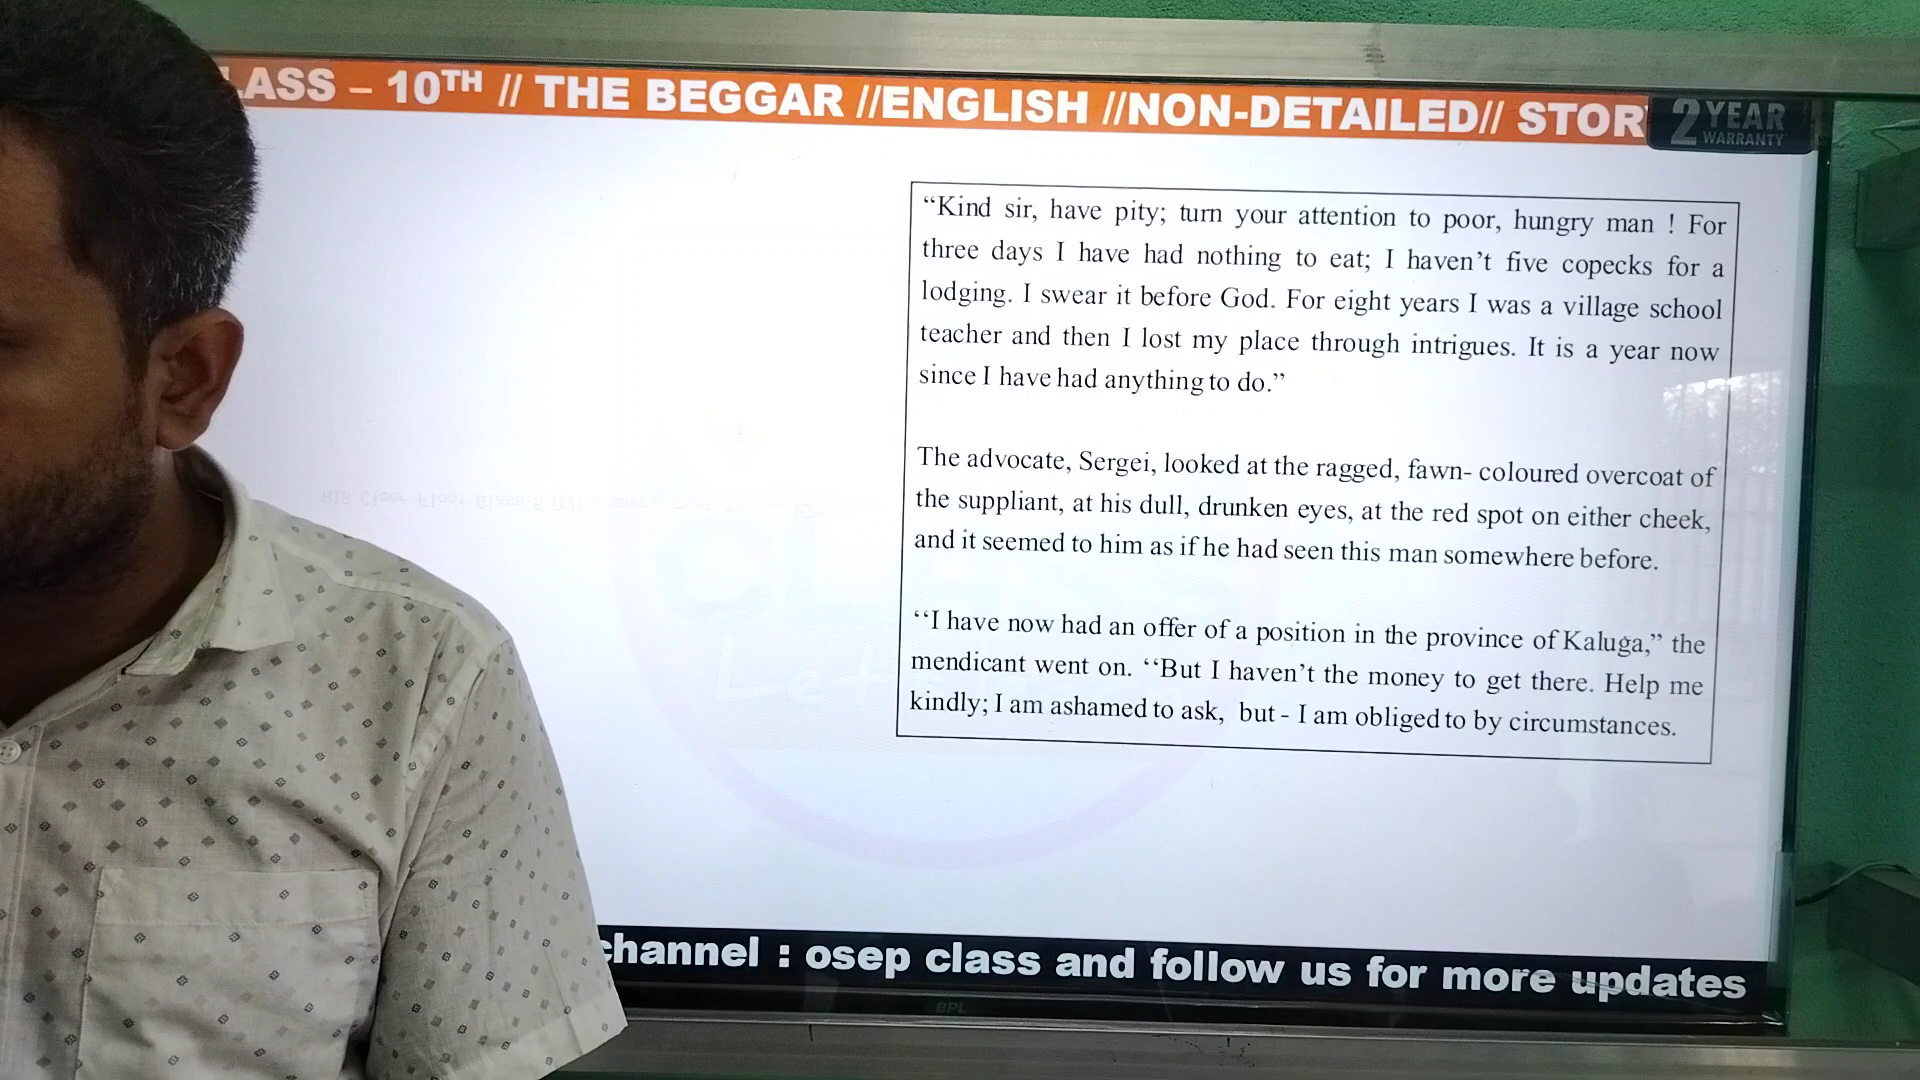 LASS – 10TH // THE BEGGAR //ENGLISH //NON-DETAILED// STOR
2 YEAR
WARRANTY
“Kind sir, have pity; turn your attention to poor, hungry man ! For
three days I have had nothing to eat; I haven’t five copecks for a
lodging. I swear it before God. For eight years I was a village school
teacher and then I lost my place through intrigues. It is a year now
since I have had anything to do.”
The advocate, Sergei, looked at the ragged, fawn- coloured overcoat of
the suppliant, at his dull, drunken eyes, at the red spot on either cheek,
and it seemed to him as if he had seen this man somewhere before.
“I have now had an offer of a position in the province of Kaluga,” the
mendicant went on. “But I haven’t the money to get there. Help me
kindly; I am ashamed to ask, but - I am obliged to by circumstances.
CLASS
channel : osep class and follow us for more updates